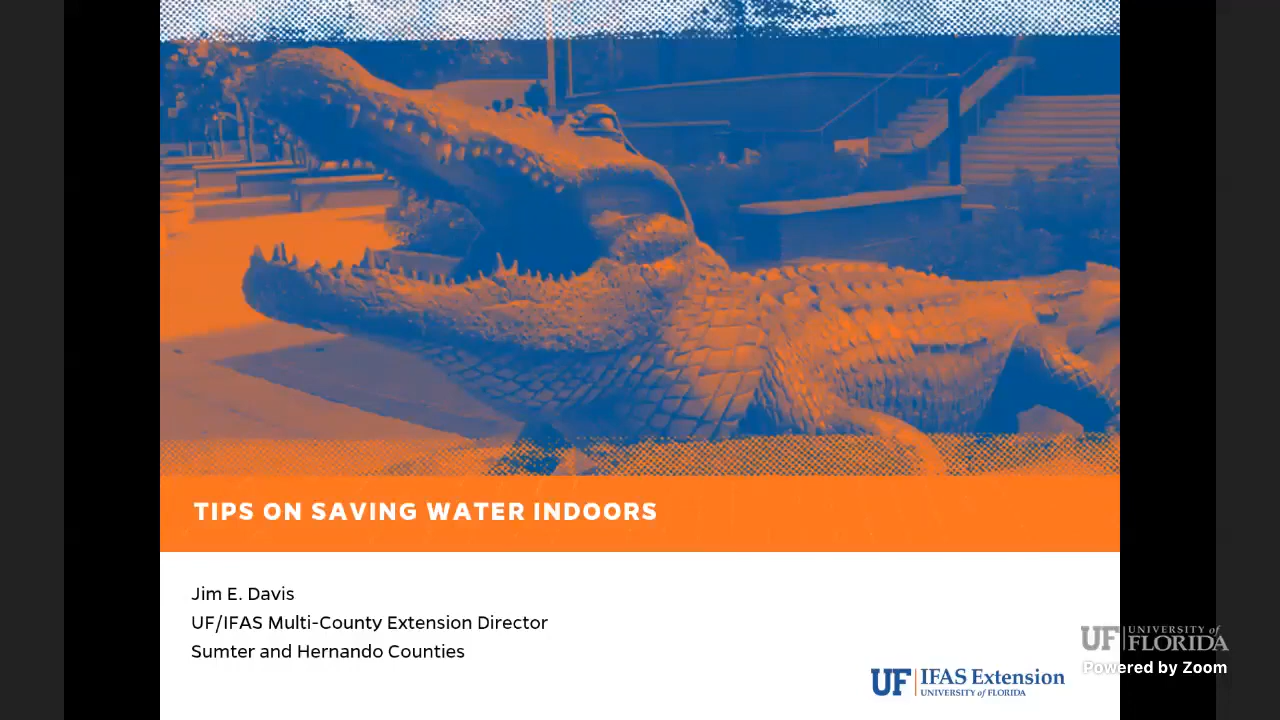 TIPS ON SAVING WATER INDOORS
Jim E. Davis
UF/IFAS Multi-County Extension Director
Sumter and Hernando Counties
UF IFAS Extension
UNIVERSITY of FLORIDA
UF UNIVERSITY of
FLORIDA
Powered by Zoom